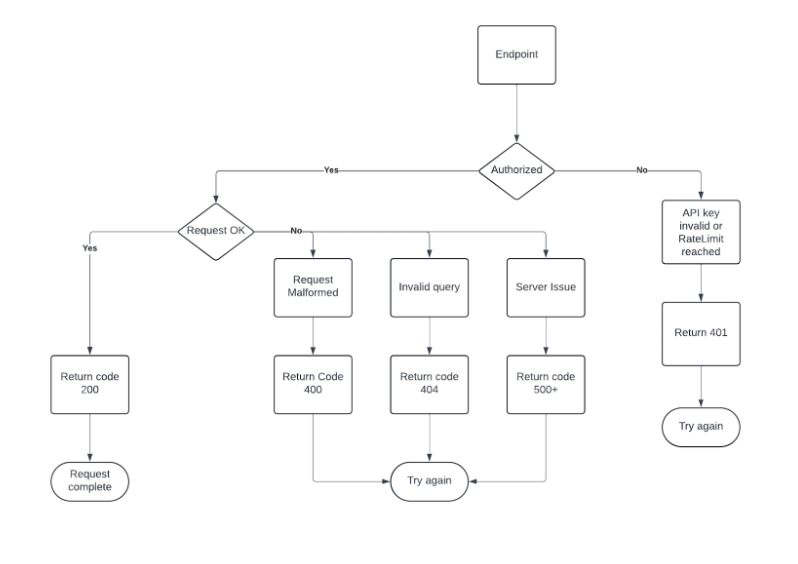 Endpoint
Authorized
Yes
No
API key
invalid or
RateLimit
reached
Request OK
Yes
No
Request
Malformed
Invalid query
Server Issue
Return 401
Return code
200
Return Code
400
Return code
404
Return code
500+
Try again
Request
complete
Try again